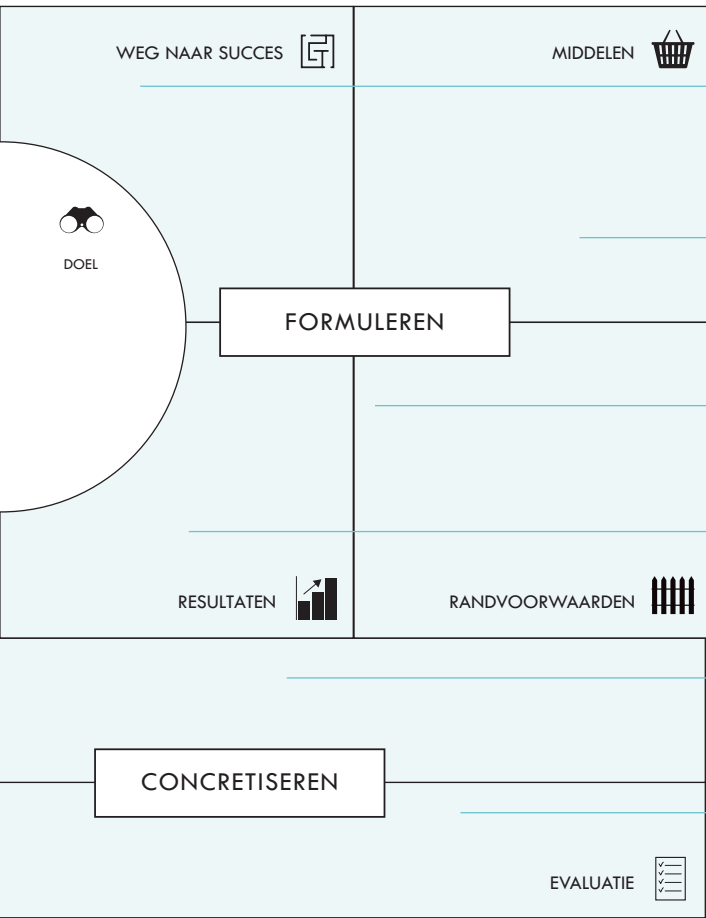 WEG NAAR SUCCES
MIDDELEN
DOEL
FORMULEREN
RESULTATEN
RANDVOORWAARDEN
CONCRETISEREN
EVALUATIE